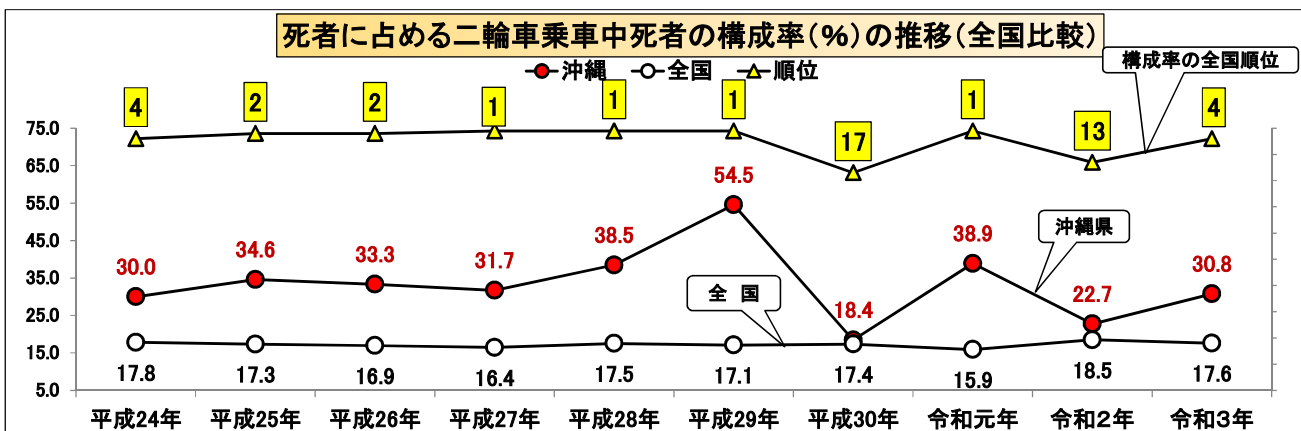 死者に占める二輪車乗車中死者の構成率(%)の推移(全国比較)
沖縄 全国 順位
構成率の全国順位
4 2 2 1 1 1 17 1 13 4
75.0
65.0
55.0
45.0
35.0
25.0
15.0
5.0
30.0 34.6 33.3 31.7 38.5 54.5 18.4 38.9 22.7 30.8
沖縄県
全 国
17.8 17.3 16.9 16.4 17.5 17.1 17.4 15.9 18.5 17.6
平成24年 平成25年 平成26年 平成27年 平成28年 平成29年 平成30年 令和元年 令和2年 令和3年